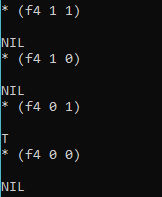 * (f4 1 1)
NIL
* (f4 1 0)
NIL
* (f4 0 1)
T
* (f4 0 0)
NIL